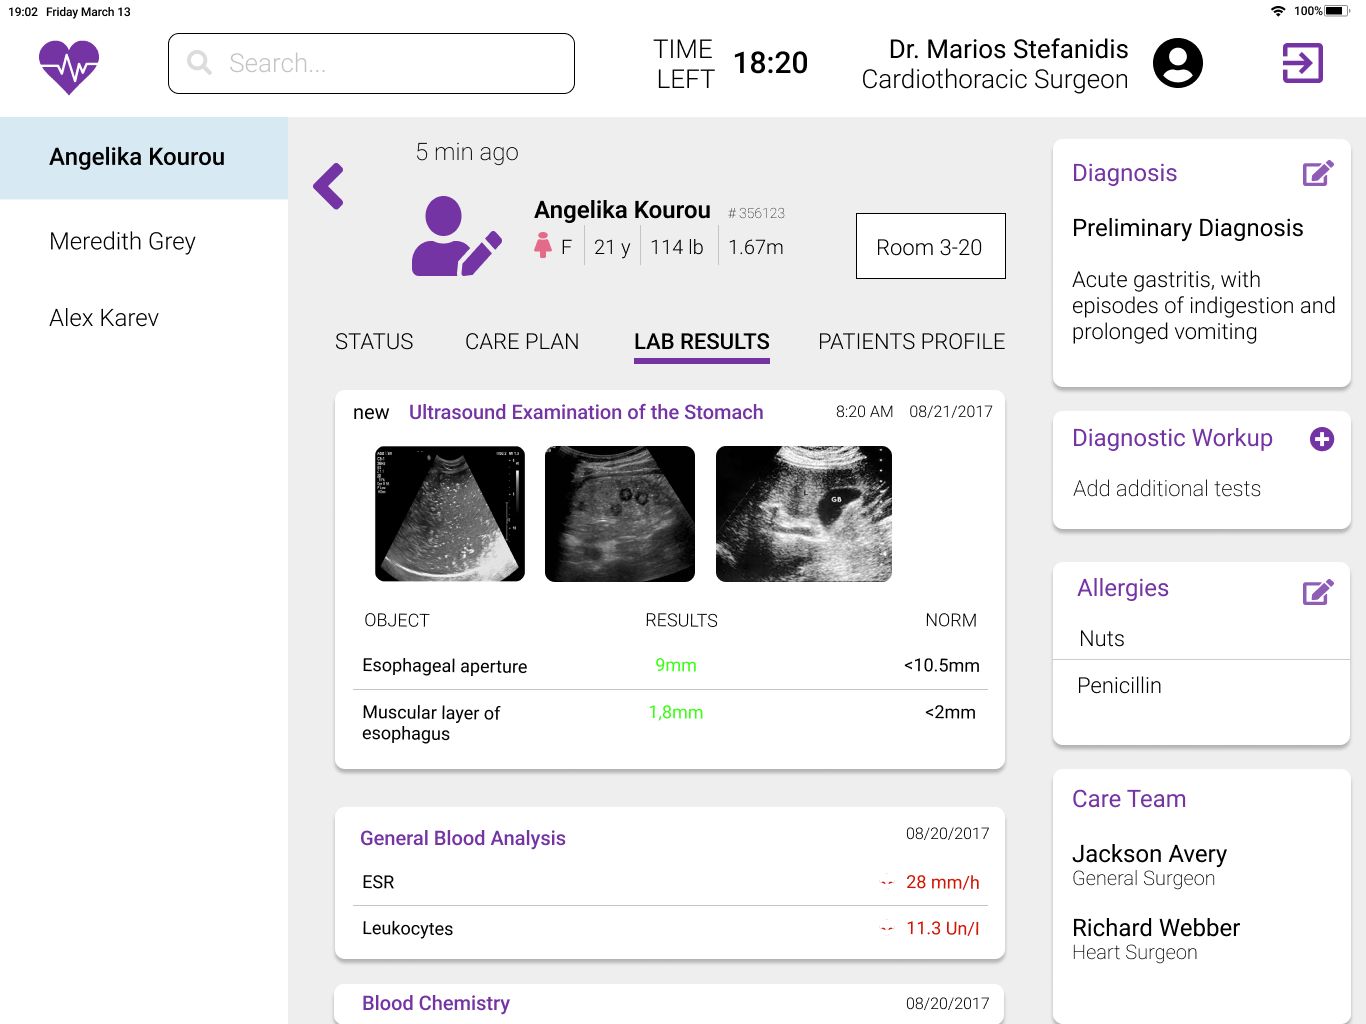 19:02 Friday March 13
100%
Search...
TIME
LEFT
18:20
Dr. Marios Stefanidis
Cardiothoracic Surgeon
Angelika Kourou
Meredith Grey
Alex Karev
5 min ago
Angelika Kourou # 356123
F 21 y 114 lb 1.67m
Room 3-20
STATUS CARE PLAN LAB RESULTS PATIENTS PROFILE
new Ultrasound Examination of the Stomach 8:20 AM 08/21/2017
GB
OBJECT RESULTS NORM
Esophageal aperture 9mm <10.5mm
Muscular layer of 1,8mm <2mm
esophagus
General Blood Analysis 08/20/2017
ESR 28 mm/h
Leukocytes 11.3 Un/l
Blood Chemistry 08/20/2017
Diagnosis
Preliminary Diagnosis
Acute gastritis, with
episodes of indigestion and
prolonged vomiting
Diagnostic Workup
Add additional tests
Allergies
Nuts
Penicillin
Care Team
Jackson Avery
General Surgeon
Richard Webber
Heart Surgeon